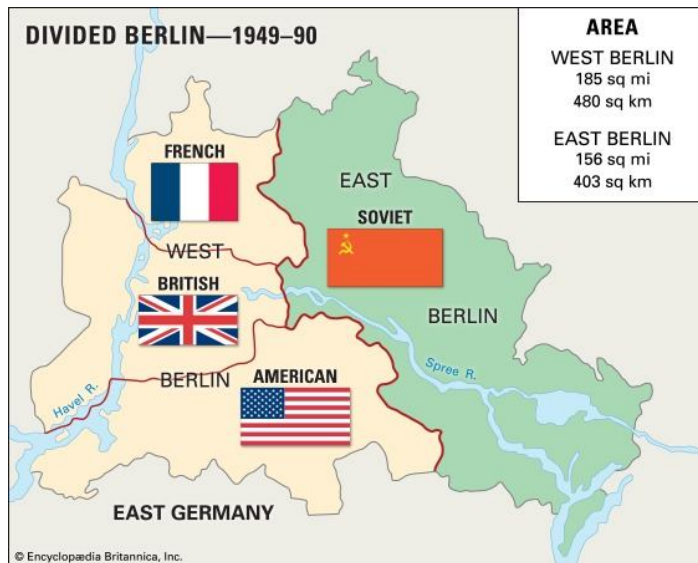 DIVIDED BERLIN—1949–90
AREA
WEST BERLIN
185 sq mi
480 sq km
EAST BERLIN
156 sq mi
403 sq km
FRENCH
EAST
SOVIET
WEST
BRITISH
BERLIN
Spree R.
Havel R.
BERLIN
AMERICAN
EAST GERMANY
© Encyclopædia Britannica, Inc.